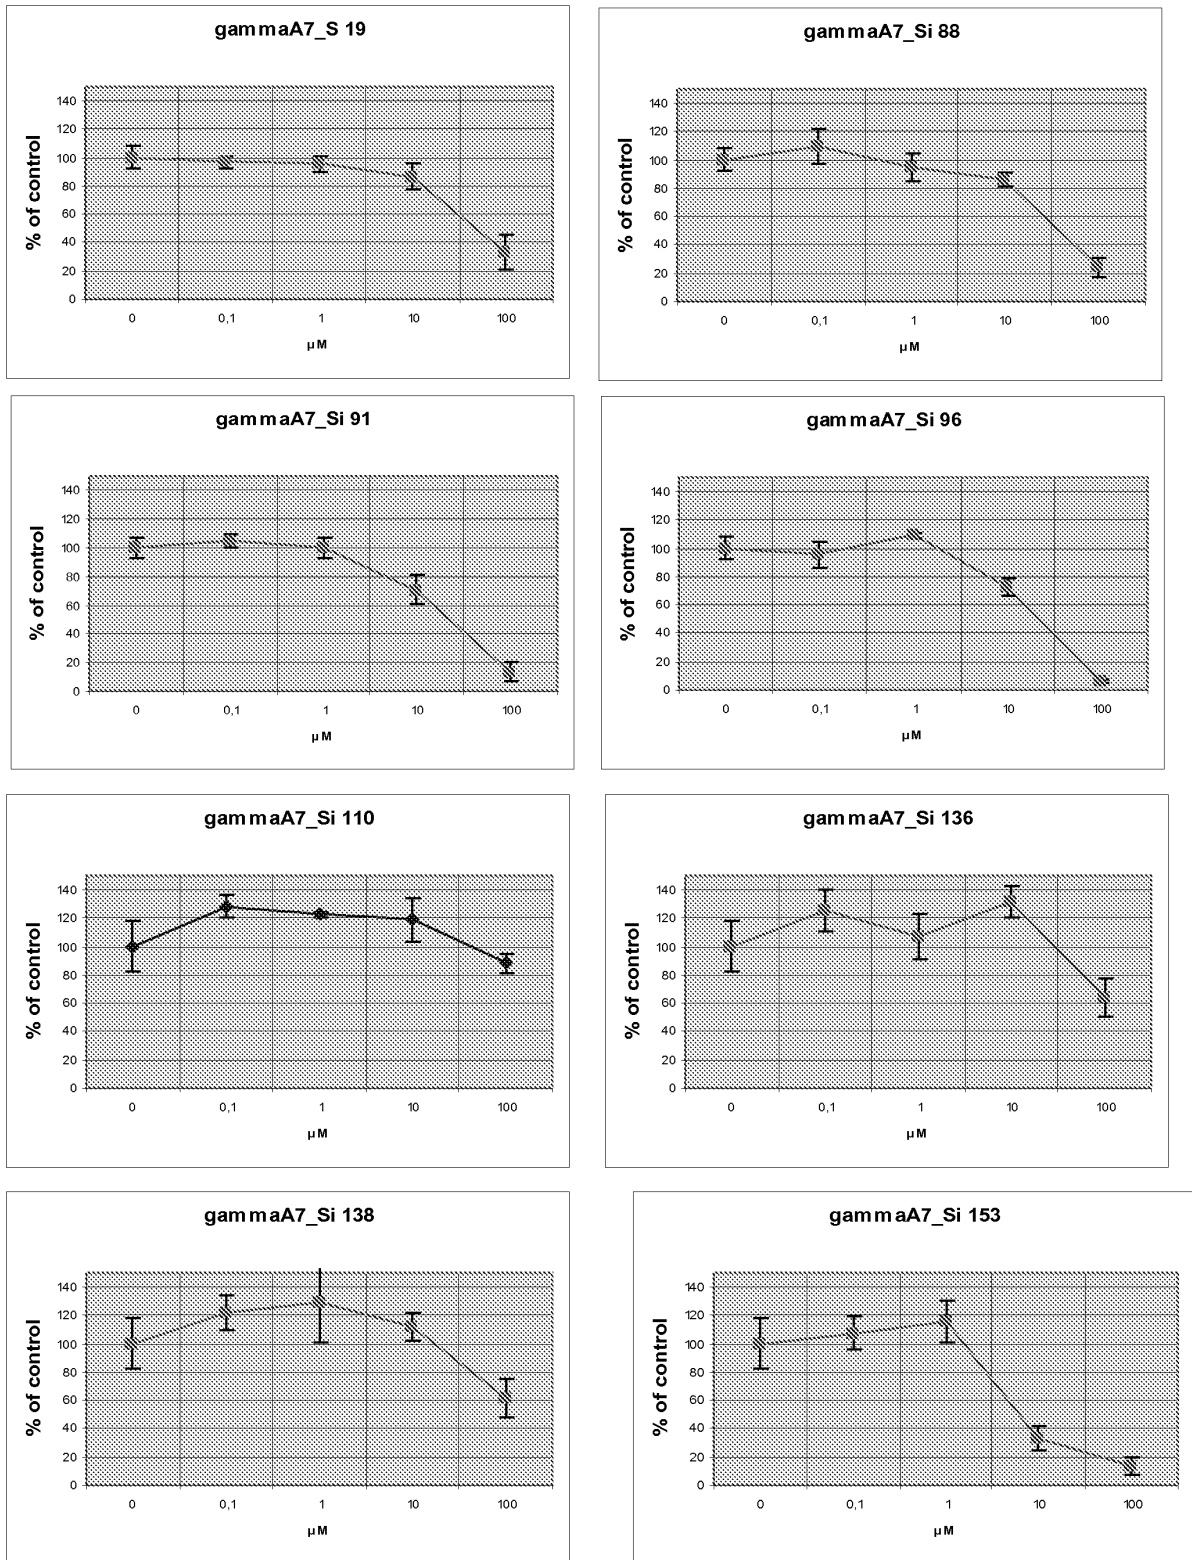 gammaA7_S 19
% of control
140
120
100
80
60
40
20
0
0 0,1 1 10 100
µM
gammaA7_Si 88
% of control
140
120
100
80
60
40
20
0
0 0,1 1 10 100
µM
gammaA7_Si 91
% of control
140
120
100
80
60
40
20
0
0 0,1 1 10 100
µM
gammaA7_Si 96
% of control
140
120
100
80
60
40
20
0
0 0,1 1 10 100
µM
gammaA7_Si 110
% of control
140
120
100
80
60
40
20
0
0 0,1 1 10 100
µM
gammaA7_Si 136
% of control
140
120
100
80
60
40
20
0
0 0,1 1 10 100
µM
gammaA7_Si 138
% of control
140
120
100
80
60
40
20
0
0 0,1 1 10 100
µM
gammaA7_Si 153
% of control
140
120
100
80
60
40
20
0
0 0,1 1 10 100
µM